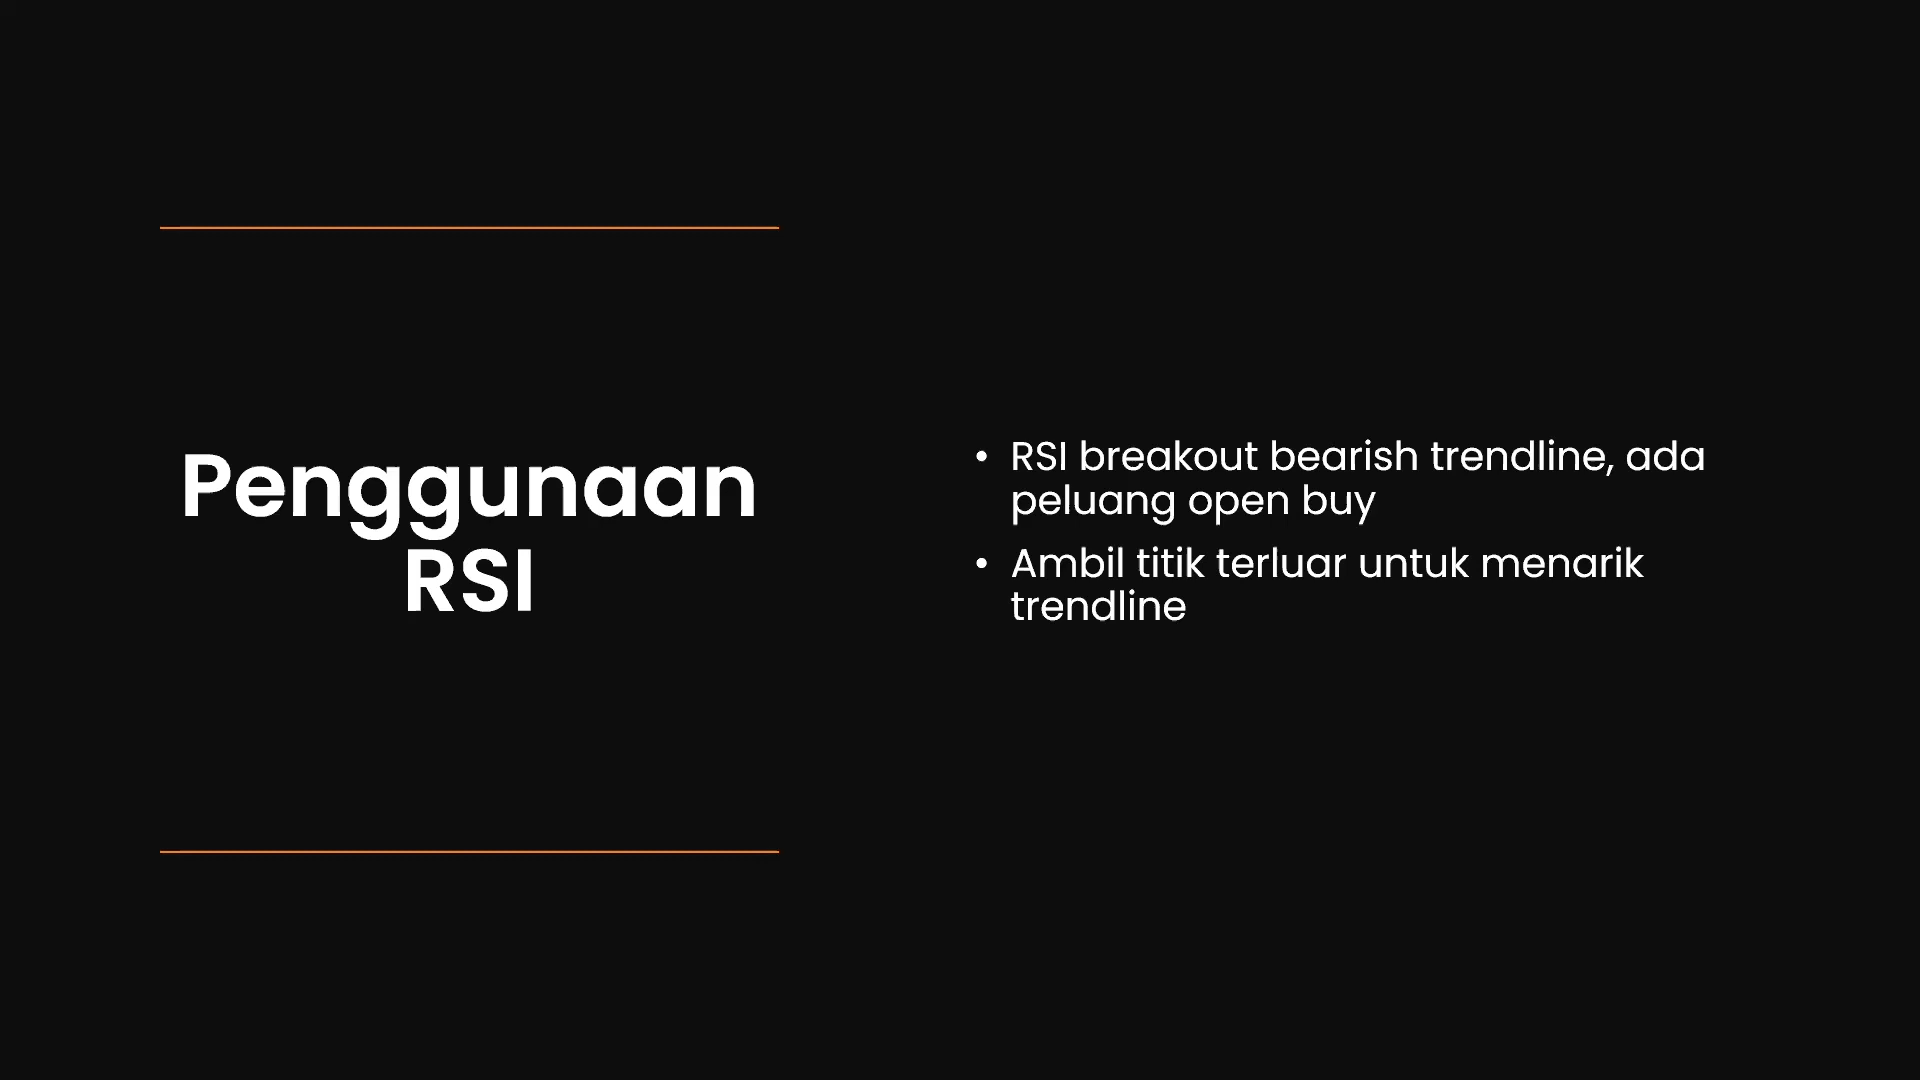 Penggunaan
RSI
• RSI breakout bearish trendline, ada
peluang open buy
• Ambil titik terluar untuk menarik
trendline